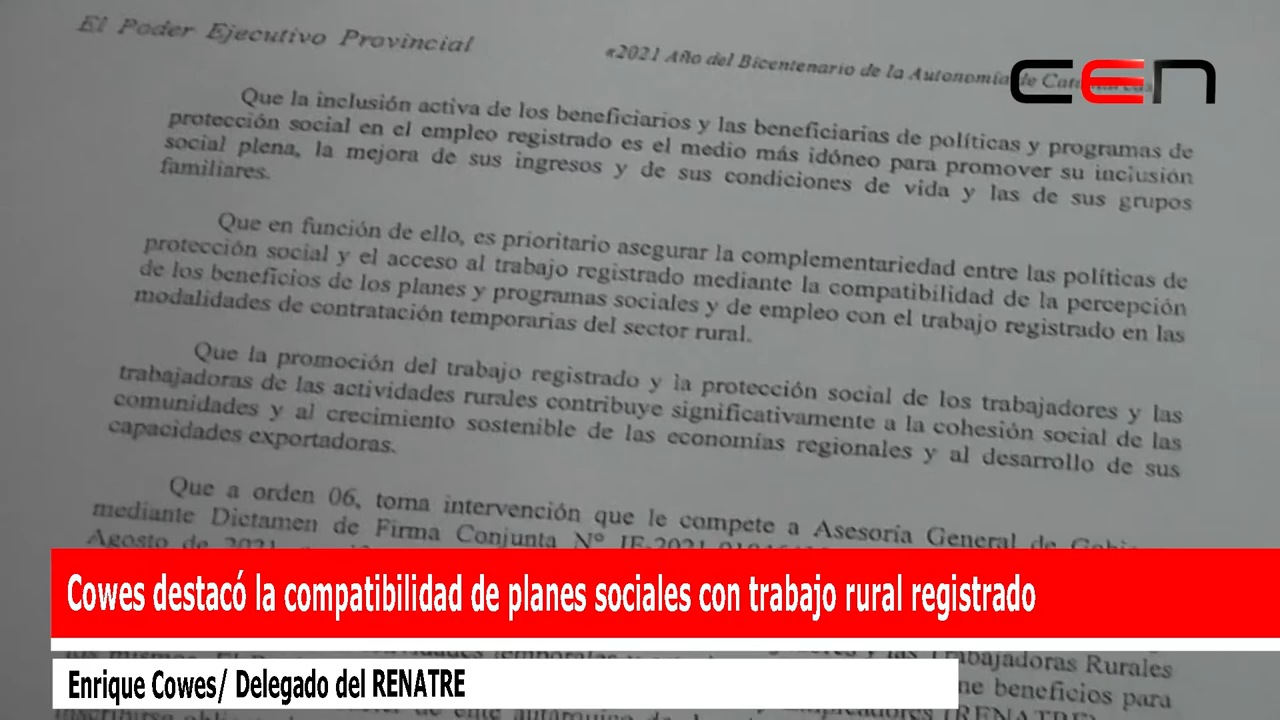 El Poder Ejecutivo Provincial
«2021 Año del Bicentenario de la Autonomía de
CEN
Que la inclusión activa de los beneficiarios y las beneficiarias de políticas y programas de
protección social en el empleo registrado es el medio más idóneo para promover su inclusión
social plena, la mejora de sus ingresos y de sus condiciones de vida y las de sus grupos
familiares.
Que en función de ello, es prioritario asegurar la complementariedad entre las políticas de
protección social y el acceso al trabajo registrado mediante la compatibilidad de la percepción
de los beneficios de los planes y programas sociales y de empleo con el trabajo registrado en las
modalidades de contratación temporarias del sector rural.
Que la promoción del trabajo registrado y la protección social de los trabajadores y las
trabajadoras de las actividades rurales contribuye significativamente a la cohesión social de las
comunidades y al crecimiento sostenible de las economías regionales y al desarrollo de sus
capacidades exportadoras.
Que a orden 06, toma intervención que le compete a Asesoría General de
mediante Dictamen de Firma Conjunta Nº
Agosto de 2021
Cowes destacó la compatibilidad de planes sociales con trabajo rural registrado
Trabajadoras Rurales
Enrique Cowes/ Delegado del RENATRE
beneficios para
(RENATRE)